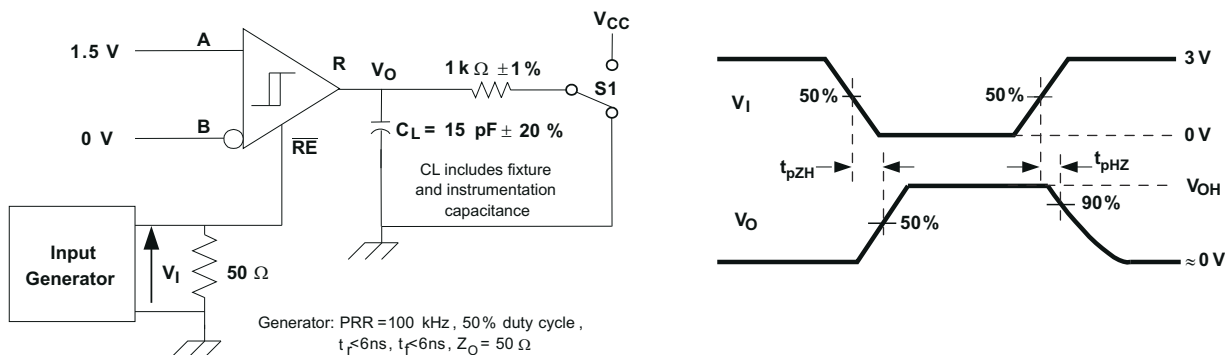 V_CC
1.5 V
A
R
V_O
1 k Ω ± 1 %
S1
0 V
B
R̅E̅
C_L = 15 pF ± 20 %
CL includes fixture
and instrumentation
capacitance
Input
Generator
V_I
50 Ω
Generator: PRR =100 kHz , 50% duty cycle ,
t_r<6ns, t_f<6ns, Z_O = 50 Ω
3 V
V_I
50%
50%
0 V
t_pZH
t_pHZ
V_OH
90%
V_O
50%
≈ 0 V